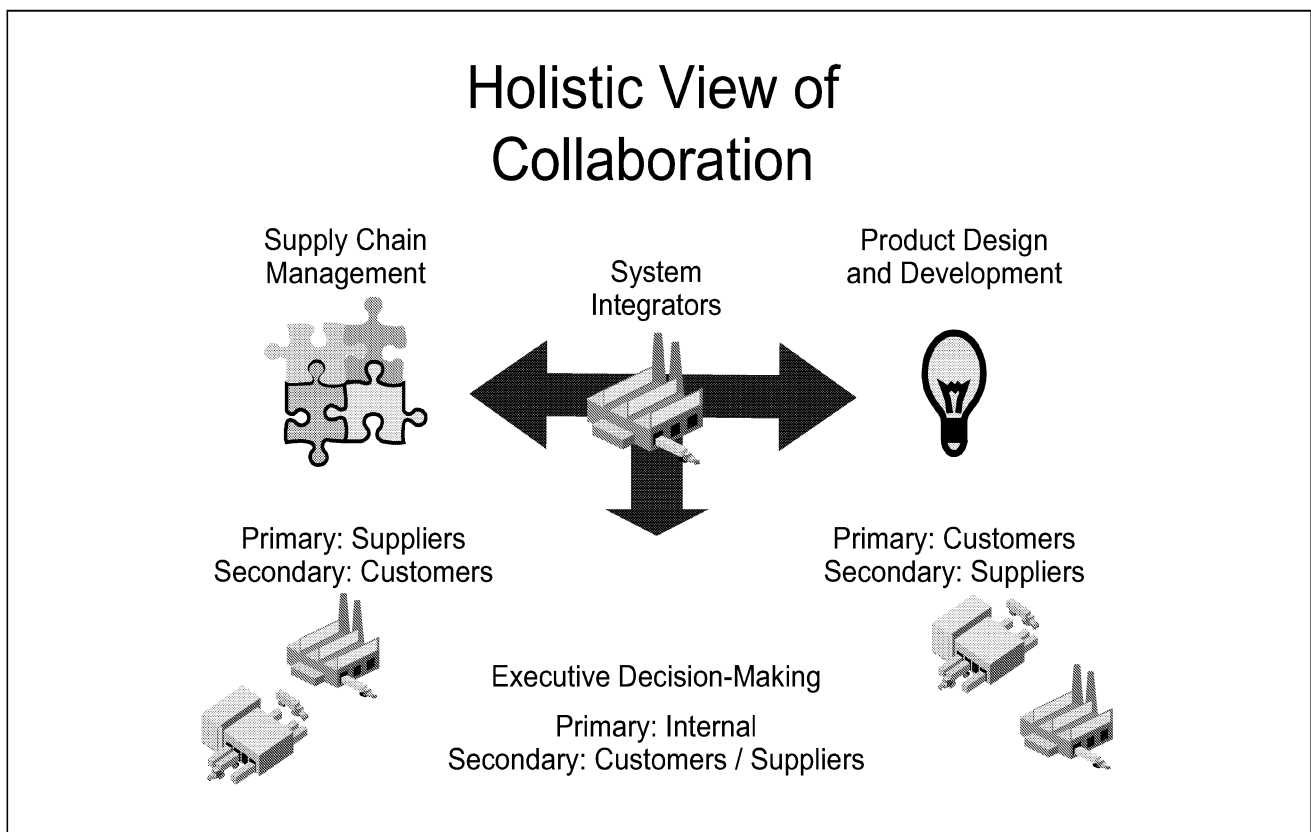 Holistic View of
Collaboration
Supply Chain
Management
System
Integrators
Product Design
and Development
Primary: Suppliers
Secondary: Customers
Primary: Customers
Secondary: Suppliers
Executive Decision-Making
Primary: Internal
Secondary: Customers / Suppliers